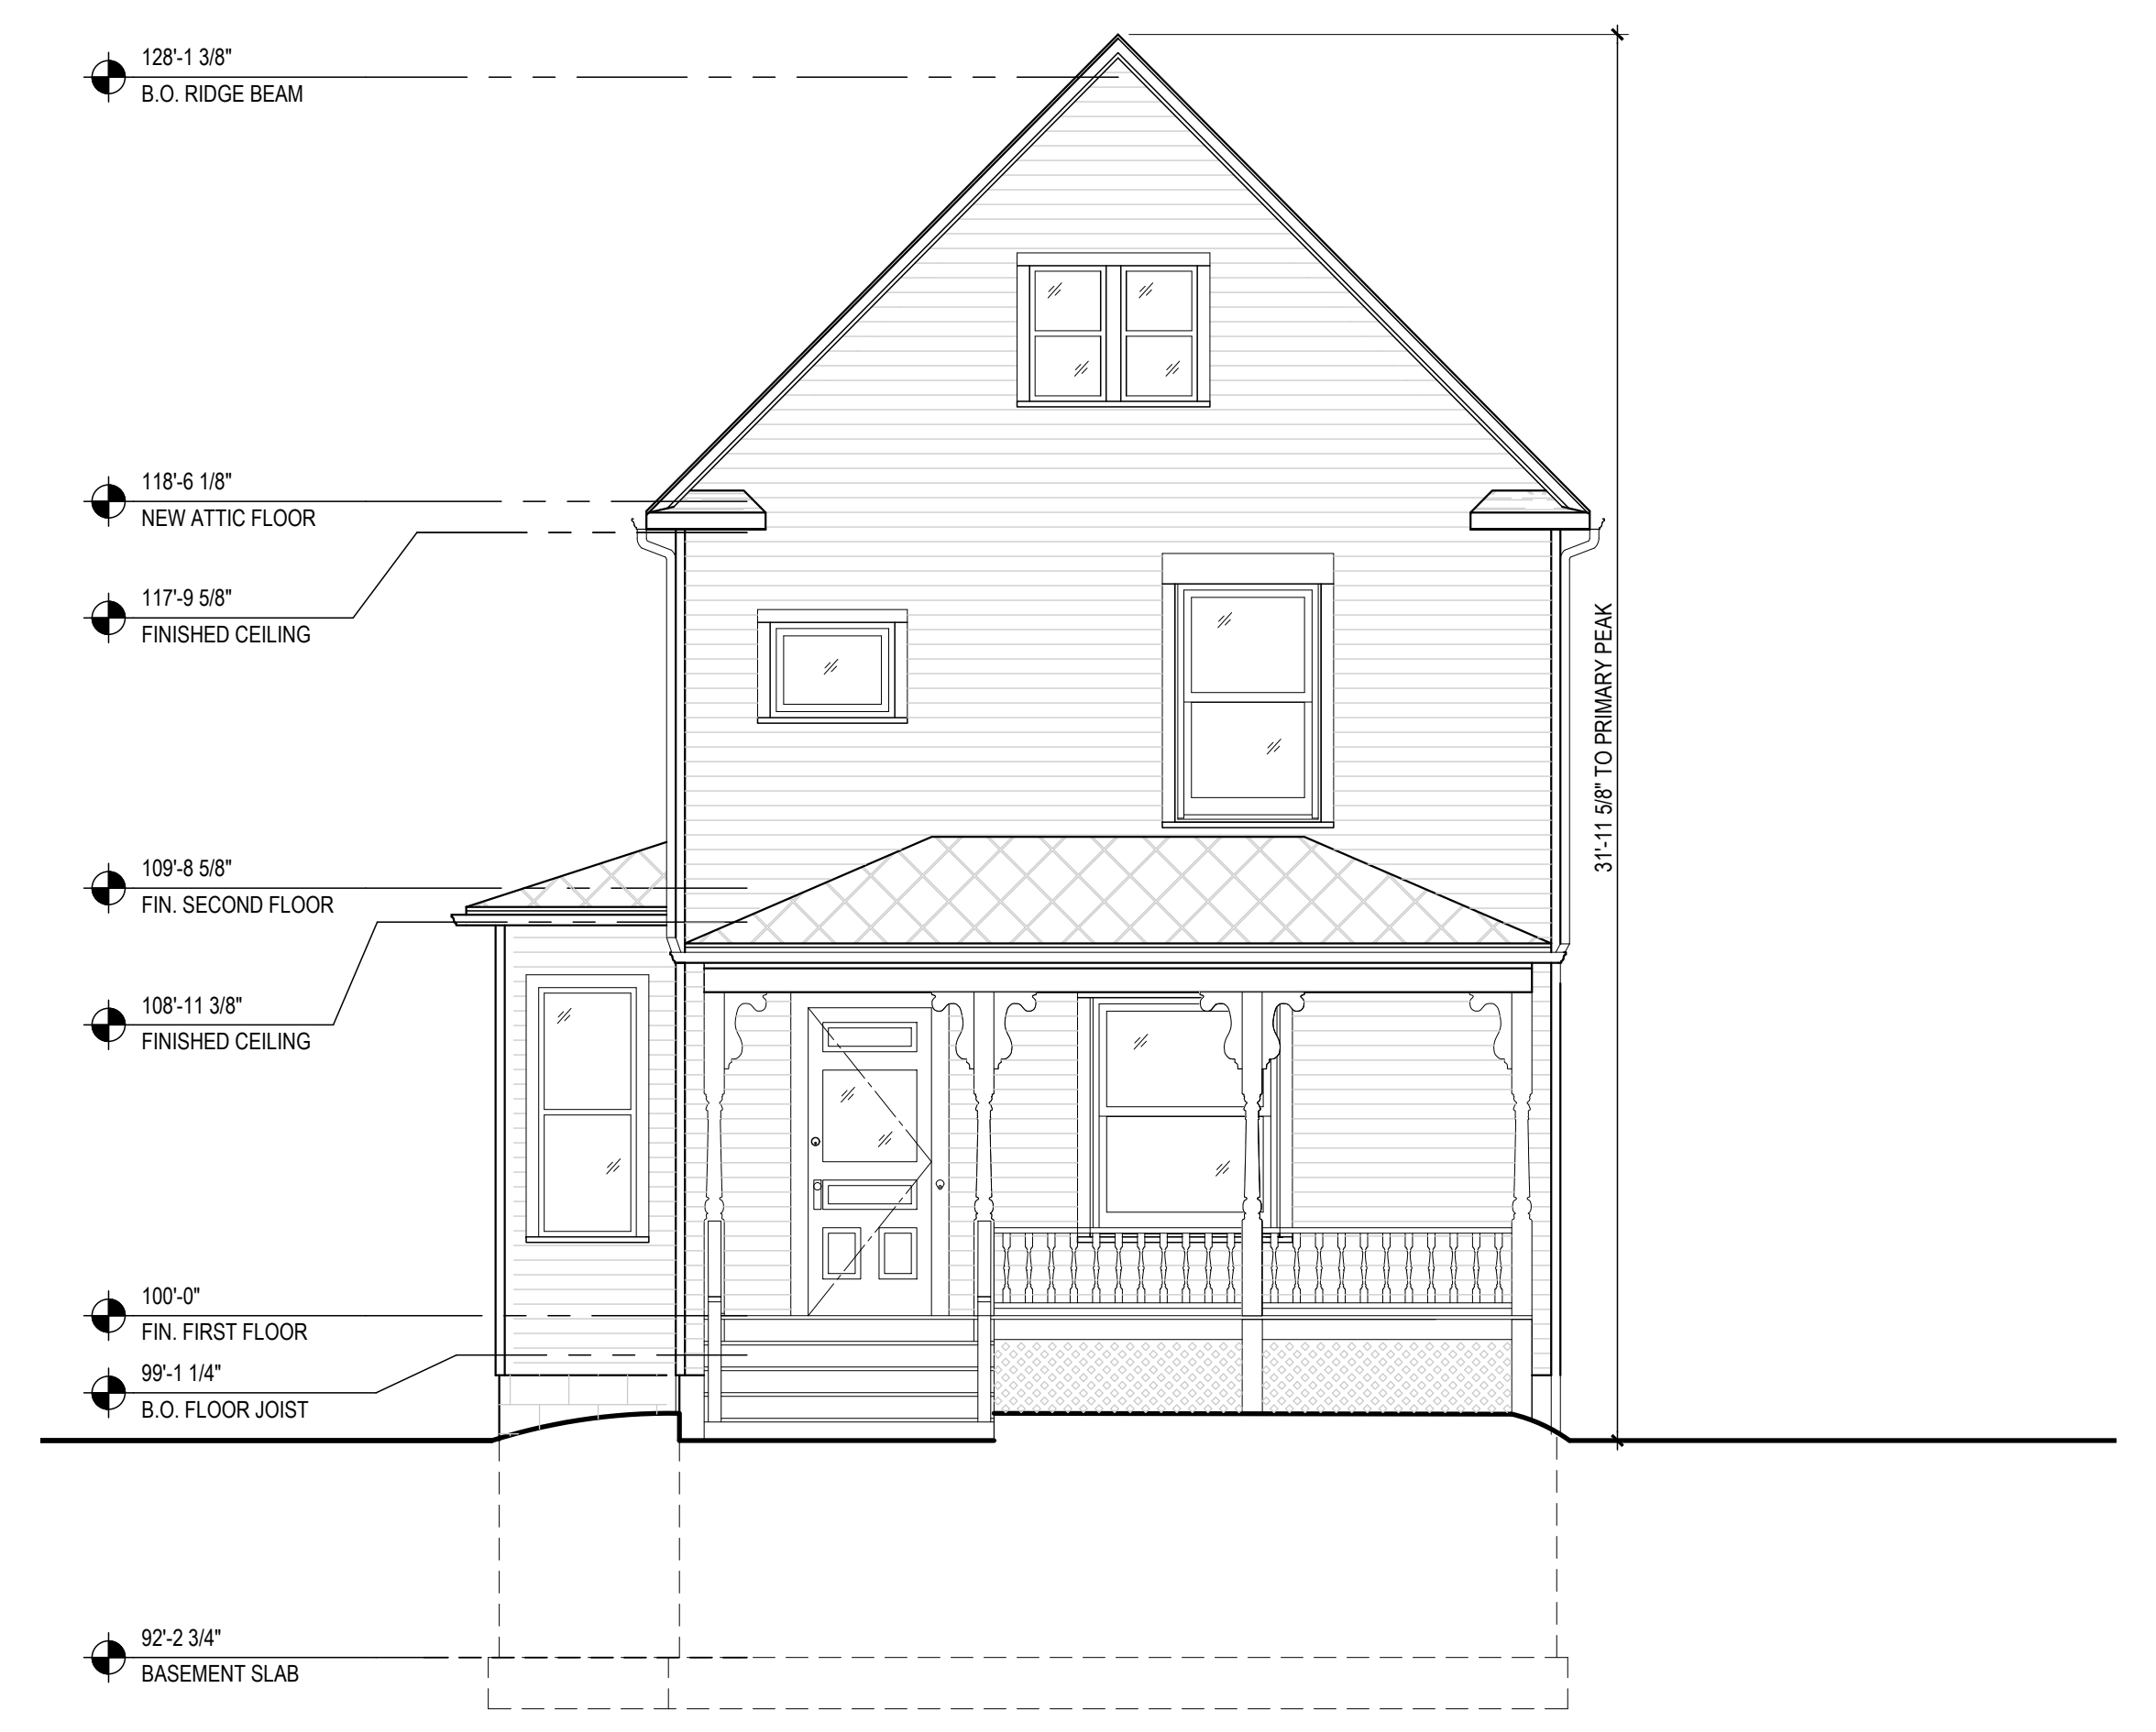 128'-1 3/8"
B.O. RIDGE BEAM
118'-6 1/8"
NEW ATTIC FLOOR
117'-9 5/8"
FINISHED CEILING
31'-11 5/8" TO PRIMARY PEAK
109'-8 5/8"
FIN. SECOND FLOOR
108'-11 3/8"
FINISHED CEILING
100'-0"
FIN. FIRST FLOOR
99'-1 1/4"
B.O. FLOOR JOIST
92'-2 3/4"
BASEMENT SLAB